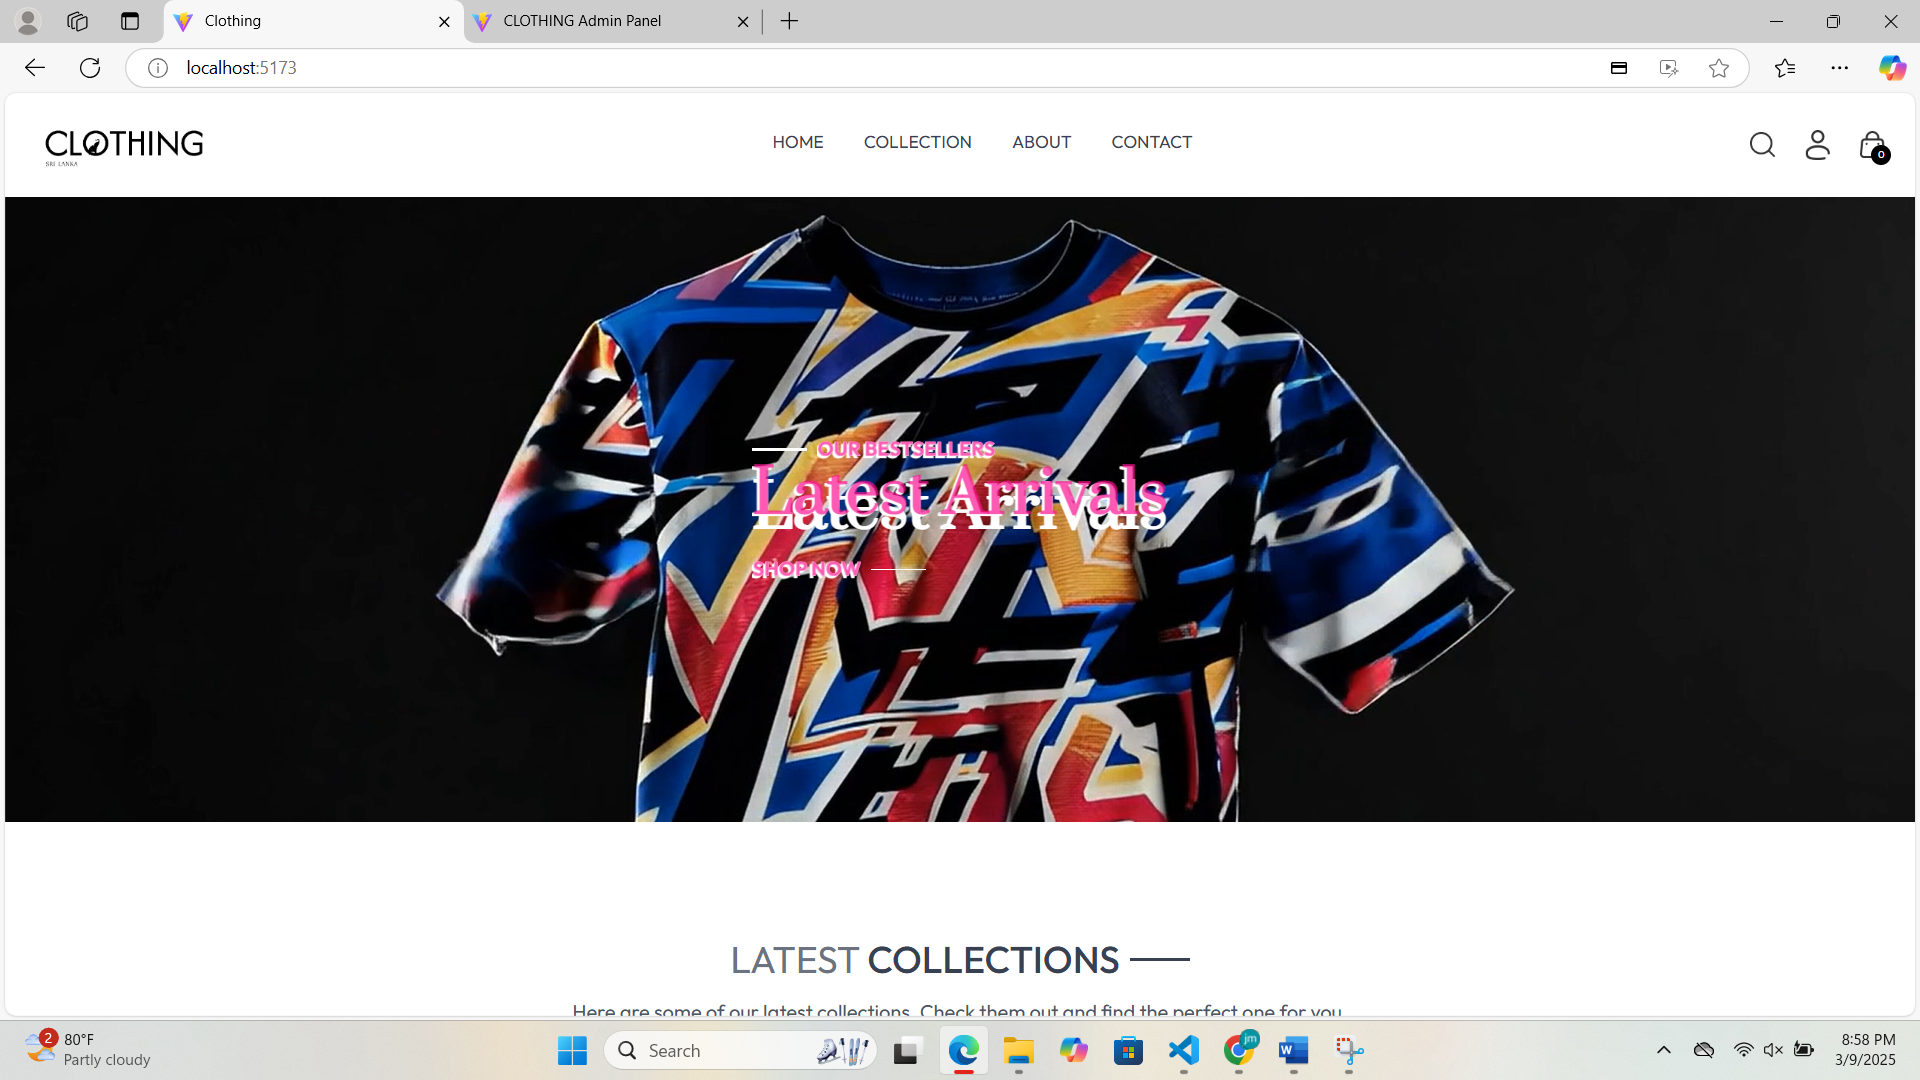 Clothing
CLOTHING Admin Panel
localhost:5173
CLOTHING
SRI LANKA
HOME
COLLECTION
ABOUT
CONTACT
0
OUR BESTSELLERS
Latest Arrivals
SHOP NOW
LATEST COLLECTIONS
Here are some of our latest collections. Check them out and find the perfect one for you
2
80°F
Partly cloudy
Search
jm
W
8:58 PM
3/9/2025